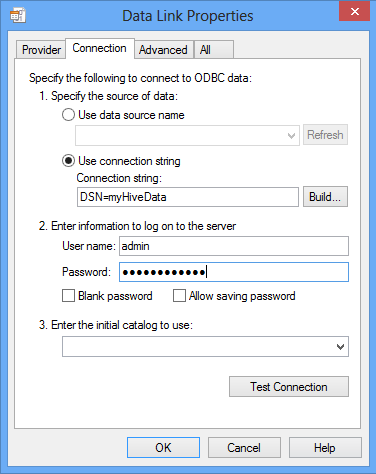 Data Link Properties
Provider Connection Advanced All
Specify the following to connect to ODBC data:
1. Specify the source of data:
Use data source name
Refresh
Use connection string
Connection string:
DSN=myHiveData Build...
2. Enter information to log on to the server
User name: admin
Password: ●●●●●●●●●●●●
Blank password Allow saving password
3. Enter the initial catalog to use:
Test Connection
OK Cancel Help